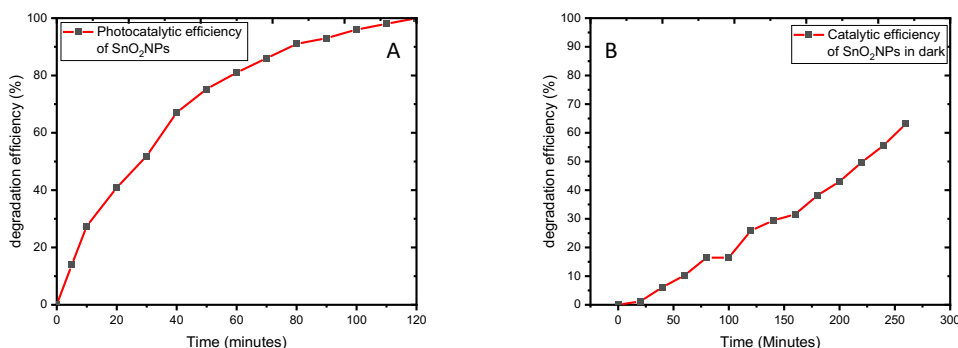 Photocatalytic efficiency
of SnO₂NPs
A
100
80
60
40
20
0
degradation efficiency (%)
0 20 40 60 80 100 120
Time (minutes)
Catalytic efficiency
of SnO₂NPs in dark
B
100
90
80
70
60
50
40
30
20
10
0
degradation efficiency (%)
0 50 100 150 200 250 300
Time (Minutes)